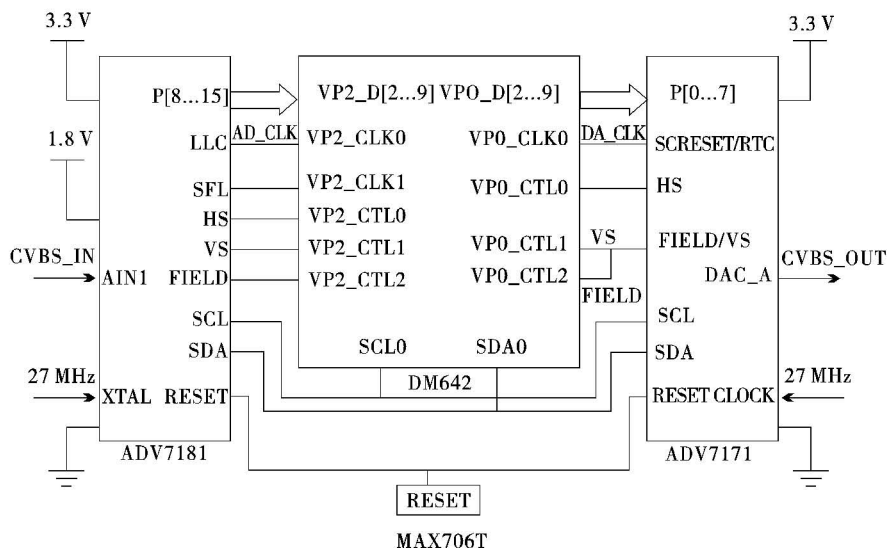 3.3 V
3.3 V
P[8...15]
VP2_D[2...9]
VPO_D[2...9]
P[0...7]
1.8 V
LLC
AD_CLK
VP2_CLK0
VP0_CLK0
DA_CLK
SCRESET/RTC
SFL
VP2_CLK1
VP0_CTL0
HS
HS
VP2_CTL0
VS
VP2_CTL1
VP0_CTL1
VS
FIELD/VS
CVBS_IN
AIN1
FIELD
VP2_CTL2
VP0_CTL2
FIELD
DAC_A
CVBS_OUT
SCL
SCL
SDA
SCL0
SDA0
SDA
27 MHz
DM642
27 MHz
XTAL
RESET
RESET CLOCK
ADV7181
ADV7171
RESET
MAX706T